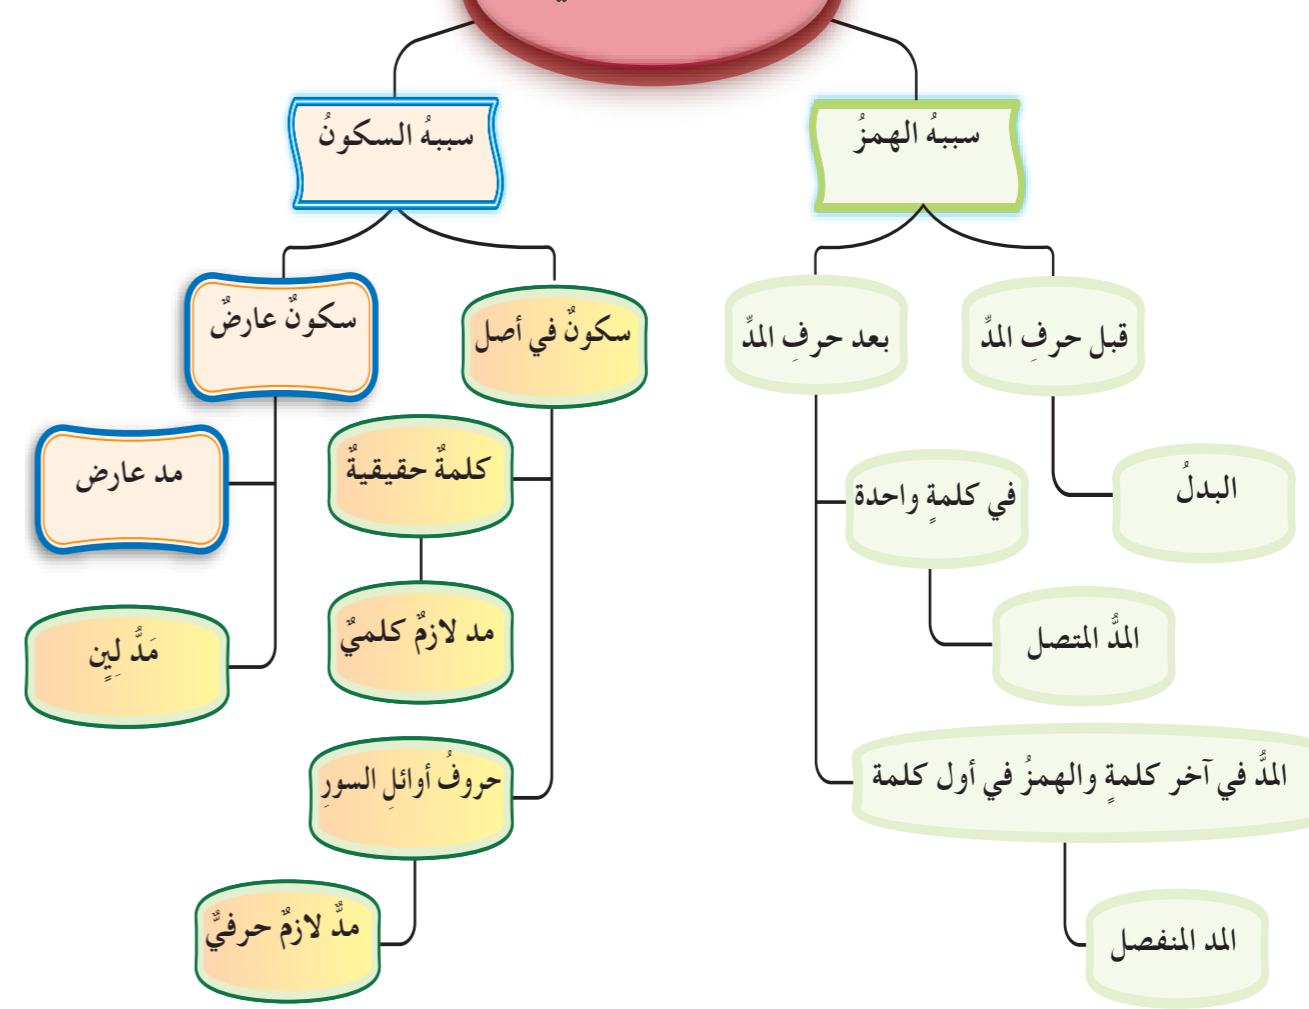 سببهُ الهمزُ
سببهُ السكونُ
قبل حرفِ المدِّ
بعد حرفِ المدِّ
سكونٌ في أصل
سكونٌ عارضٌ
البدلُ
في كلمةٍ واحدة
كلمةٌ حقيقيةٌ
مد عارض
المدُّ المتصل
مد لازمٌ كلميٌ
مَدُّ لِينٍ
المدُّ في آخر كلمةٍ والهمزُ في أول كلمة
حروفُ أوائلِ السورِ
المد المنفصل
مدٌّ لازمٌ حرفيٌّ